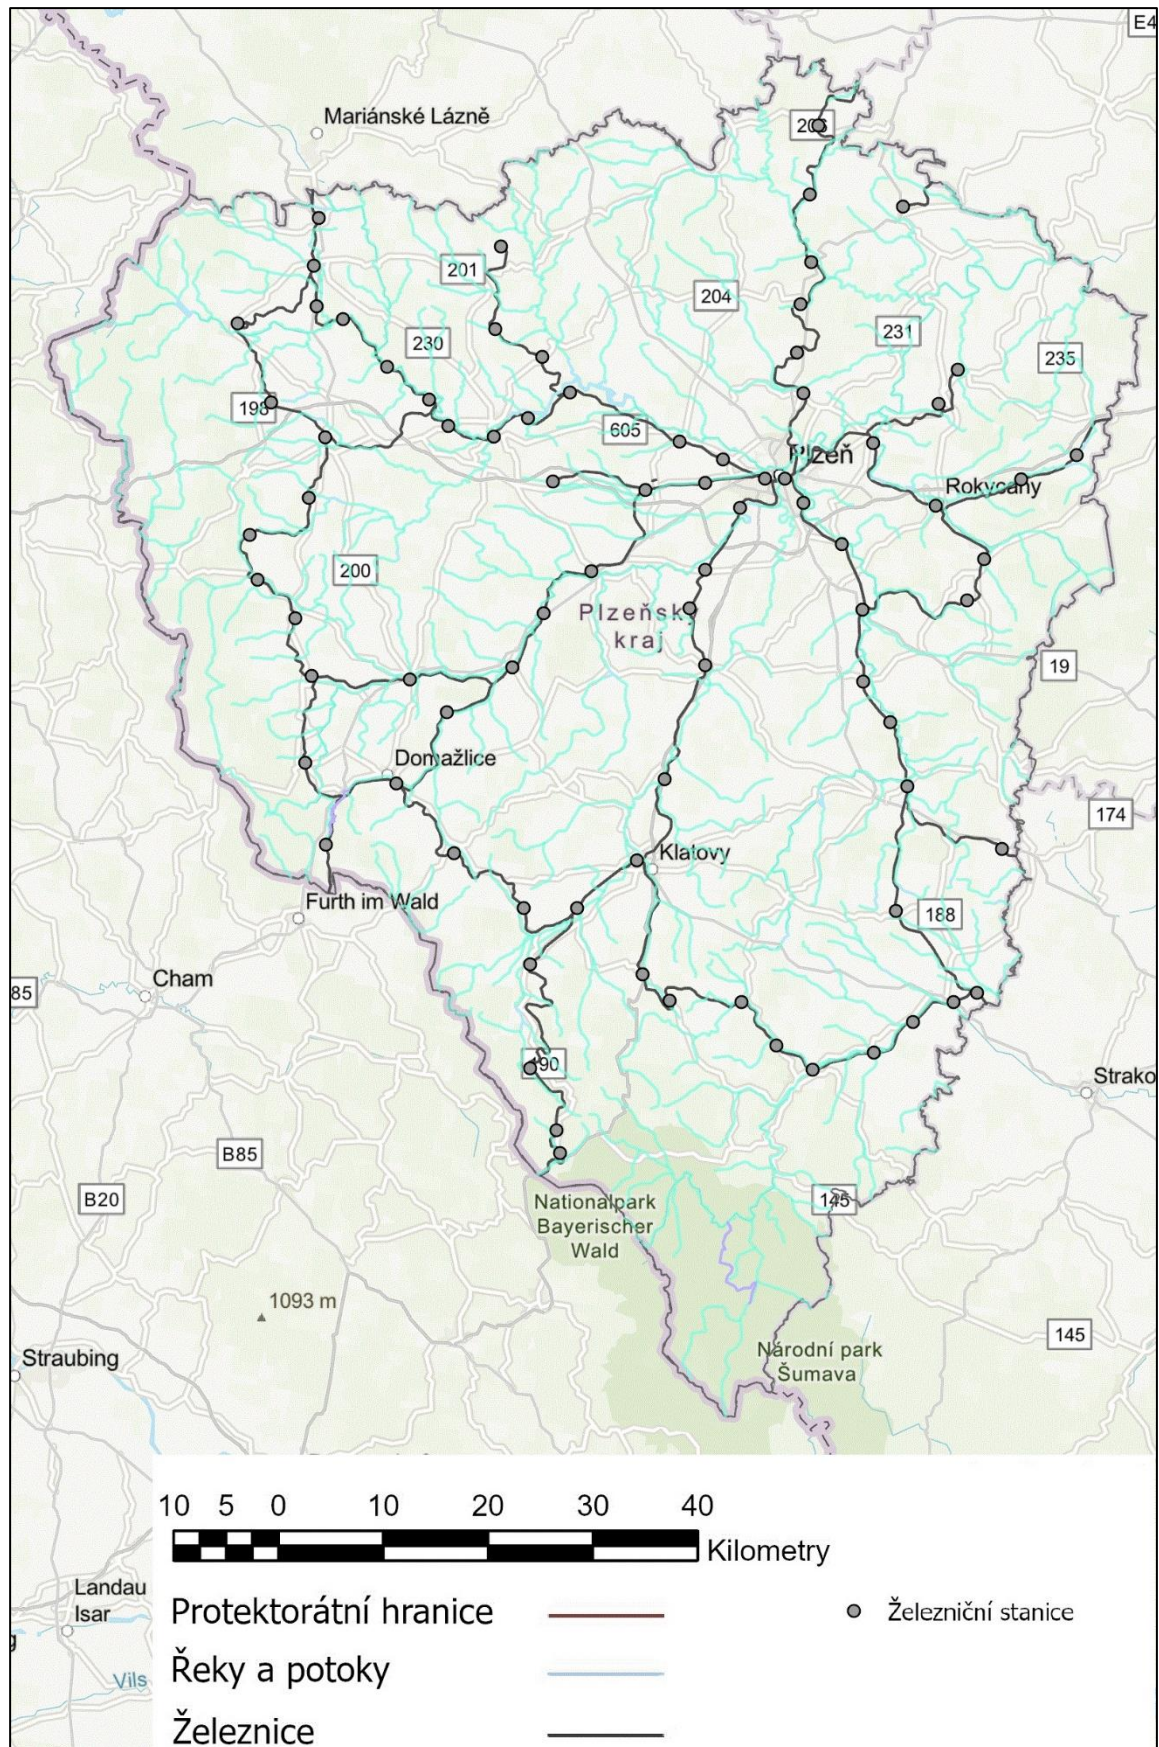 E4
Mariánské Lázně
201
204
230
231
235
198
605
Plzeň
Rokycany
200
Plzeňský
kraj
19
Domažlice
174
Klatovy
Furth im Wald
188
Cham
85
190
Strako
B85
B20
145
Nationalpark
Bayerischer
Wald
1093 m
145
Straubing
Národní park
Šumava
10 5 0 10 20 30 40
Kilometry
Landau
Isar
Protektorátní hranice
Železniční stanice
Řeky a potoky
Vils
Železnice